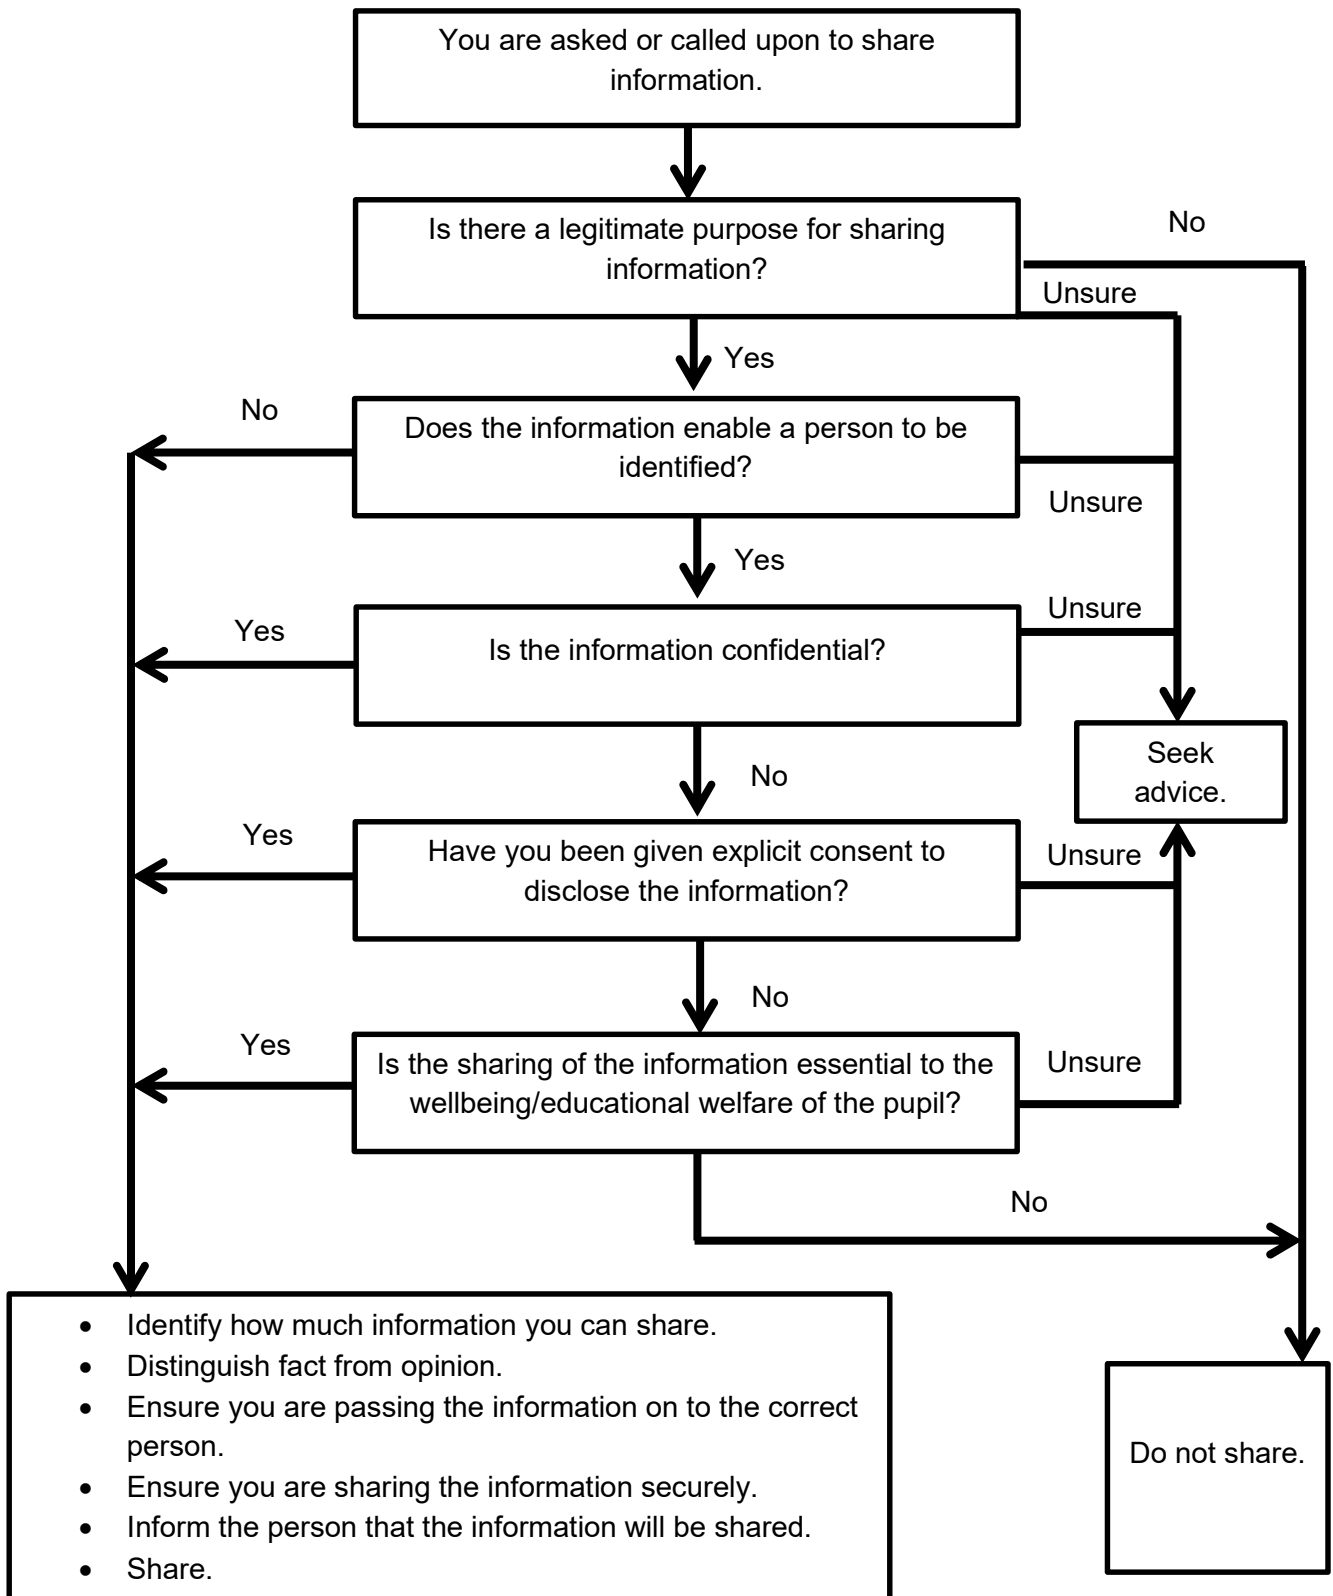 You are asked or called upon to share
information.
Is there a legitimate purpose for sharing
information?
No
Unsure
Yes
No
Does the information enable a person to be
identified?
Unsure
Yes
Unsure
Yes
Is the information confidential?
Seek
advice.
No
Yes
Have you been given explicit consent to
disclose the information?
Unsure
No
Yes
Is the sharing of the information essential to the
wellbeing/educational welfare of the pupil?
Unsure
No
• Identify how much information you can share.
• Distinguish fact from opinion.
• Ensure you are passing the information on to the correct
person.
• Ensure you are sharing the information securely.
• Inform the person that the information will be shared.
• Share.
Do not share.